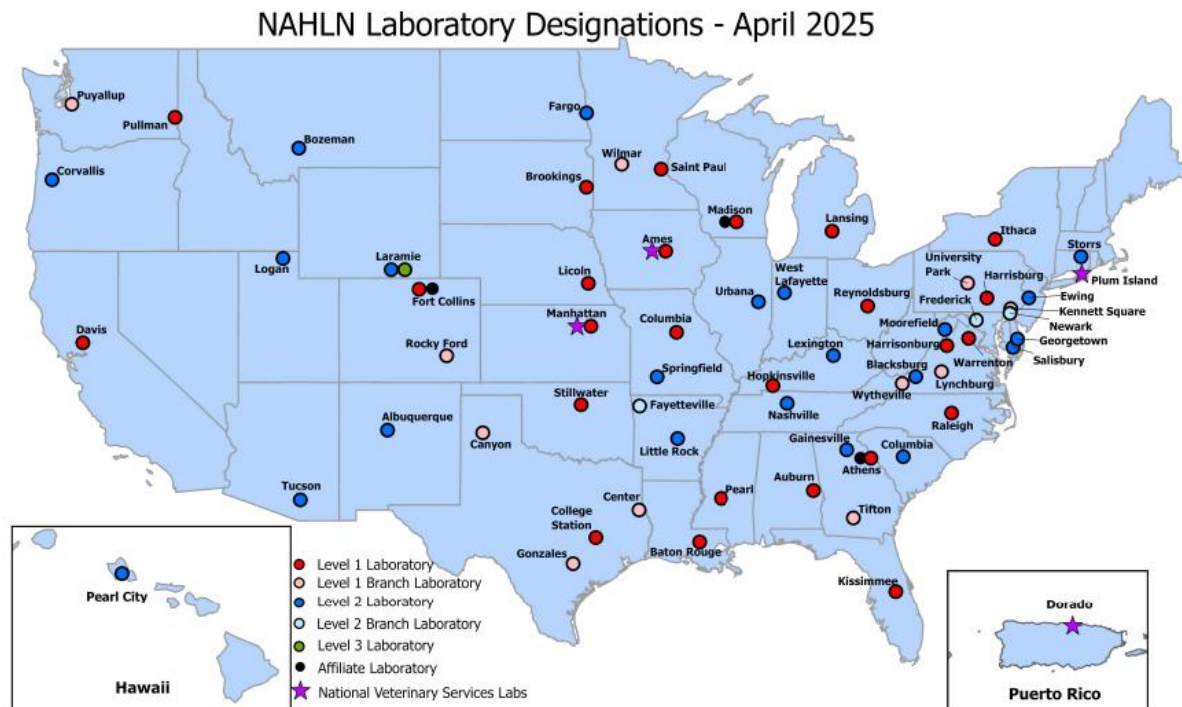 NAHLN Laboratory Designations - April 2025
Puyallup
Pullman
Corvallis
Bozeman
Fargo
Wilmar
Saint Paul
Brookings
Madison
Lansing
Ithaca
Storrs
Plum Island
University
Park
Harrisburg
Ewing
Kennett Square
Newark
Georgetown
Salisbury
Frederick
Moorefield
Harrisonburg
Warrenton
Blacksburg
Lynchburg
Wytheville
Raleigh
Logan
Laramie
Fort Collins
Ames
Licoln
Urbana
West
Lafayette
Reynoldsburg
Davis
Rocky Ford
Manhattan
Columbia
Lexington
Springfield
Hopkinsville
Stillwater
Fayetteville
Nashville
Albuquerque
Canyon
Little Rock
Gainesville
Columbia
Athens
Tucson
Center
Pearl
Auburn
Tifton
College
Station
Gonzales
Baton Rouge
Kissimmee
Pearl City
Hawaii
Level 1 Laboratory
Level 1 Branch Laboratory
Level 2 Laboratory
Level 2 Branch Laboratory
Level 3 Laboratory
Affiliate Laboratory
National Veterinary Services Labs
Dorado
Puerto Rico